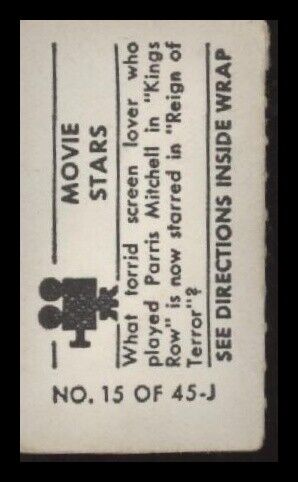 MOVIE
STARS
What torrid screen lover who
played Parris Mitchell in "Kings
Row" is now starred in "Reign of
Terror"?
SEE DIRECTIONS INSIDE WRAP
NO. 15 OF 45-J